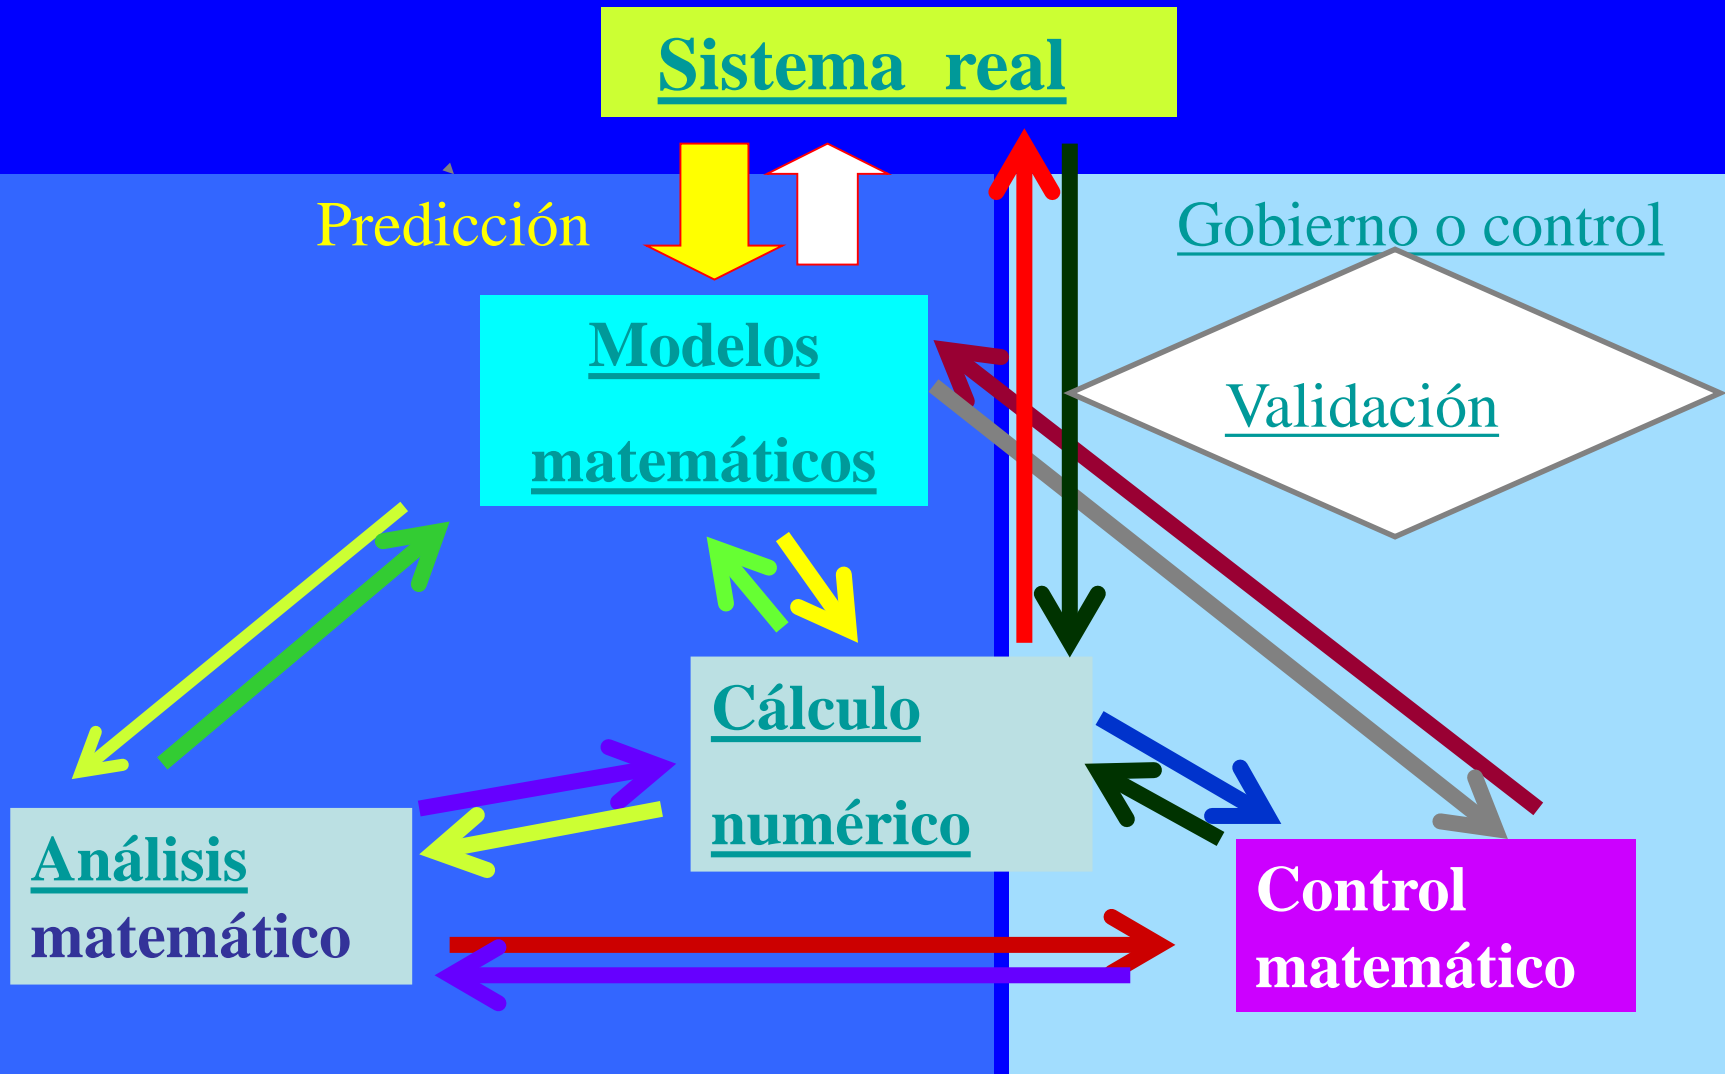 Sistema real
Predicción
Gobierno o control
Modelos
matemáticos
Validación
Cálculo
numérico
Análisis
matemático
Control
matemático